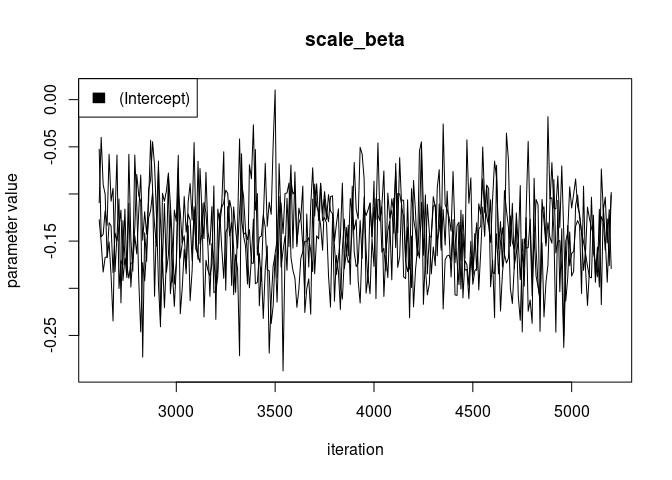 scale_beta
(Intercept)
parameter value
0.00
-0.05
-0.15
-0.25
3000 3500 4000 4500 5000
iteration